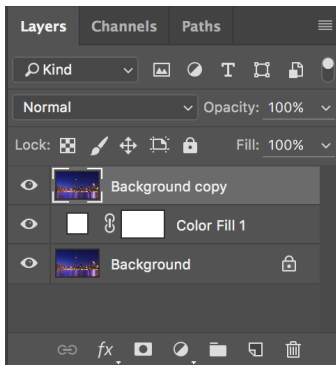 Layers Channels Paths
Kind
Normal Opacity: 100%
Lock: Fill: 100%
Background copy
Color Fill 1
Background
fx